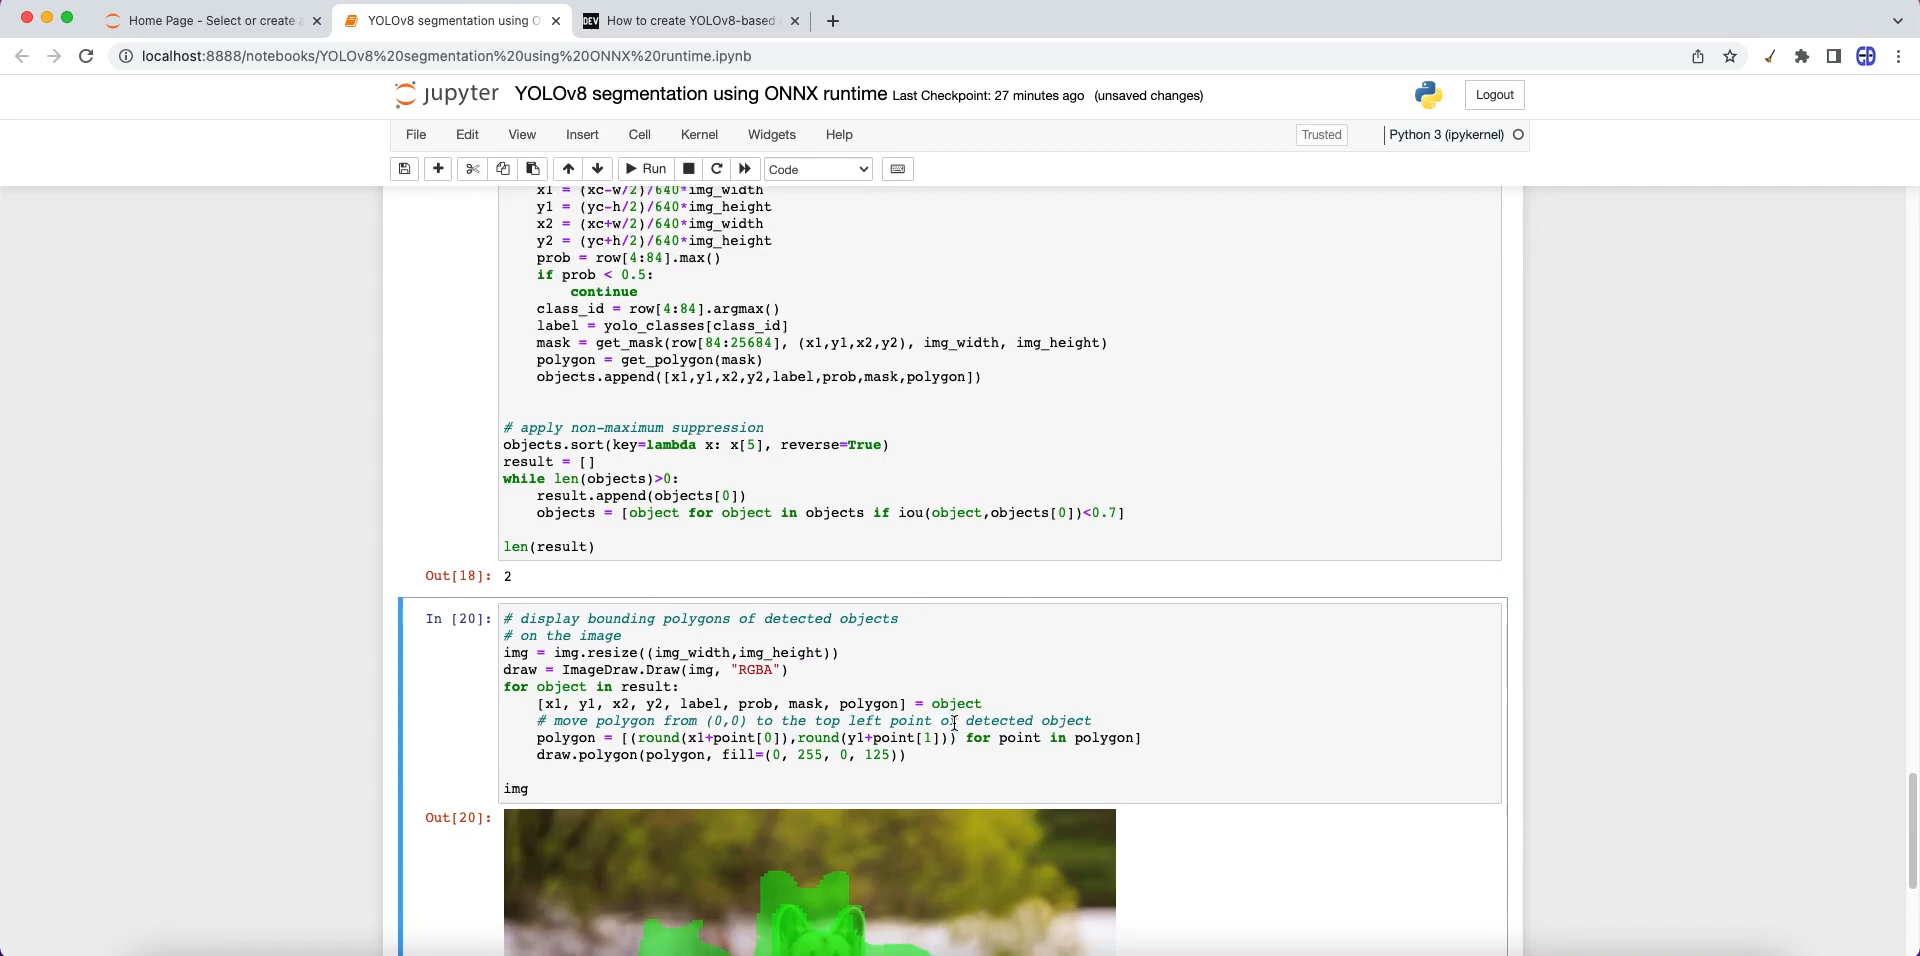 Home Page - Select or create a
YOLOv8 segmentation using O
DEV
How to create YOLOv8-based
localhost:8888/notebooks/YOLOv8%20segmentation%20using%20ONNX%20runtime.ipynb
jupyter YOLOv8 segmentation using ONNX runtime Last Checkpoint: 27 minutes ago (unsaved changes)
Logout
File Edit View Insert Cell Kernel Widgets Help
Trusted
Python 3 (ipykernel)
Run
Code
x1 = (xc-w/2)/640*img_width
y1 = (yc-h/2)/640*img_height
x2 = (xc+w/2)/640*img_width
y2 = (yc+h/2)/640*img_height
prob = row[4:84].max()
if prob < 0.5:
continue
class_id = row[4:84].argmax()
label = yolo_classes[class_id]
mask = get_mask(row[84:25684], (x1,y1,x2,y2), img_width, img_height)
polygon = get_polygon(mask)
objects.append([x1,y1,x2,y2,label,prob,mask,polygon])
# apply non-maximum suppression
objects.sort(key=lambda x: x[5], reverse=True)
result = []
while len(objects)>0:
result.append(objects[0])
objects = [object for object in objects if iou(object,objects[0])<0.7]
len(result)
Out[18]: 2
In [20]: # display bounding polygons of detected objects
# on the image
img = img.resize((img_width,img_height))
draw = ImageDraw.Draw(img, "RGBA")
for object in result:
[x1, y1, x2, y2, label, prob, mask, polygon] = object
# move polygon from (0,0) to the top left point of detected object
polygon = [(round(x1+point[0]),round(y1+point[1])) for point in polygon]
draw.polygon(polygon, fill=(0, 255, 0, 125))
img
Out[20]: